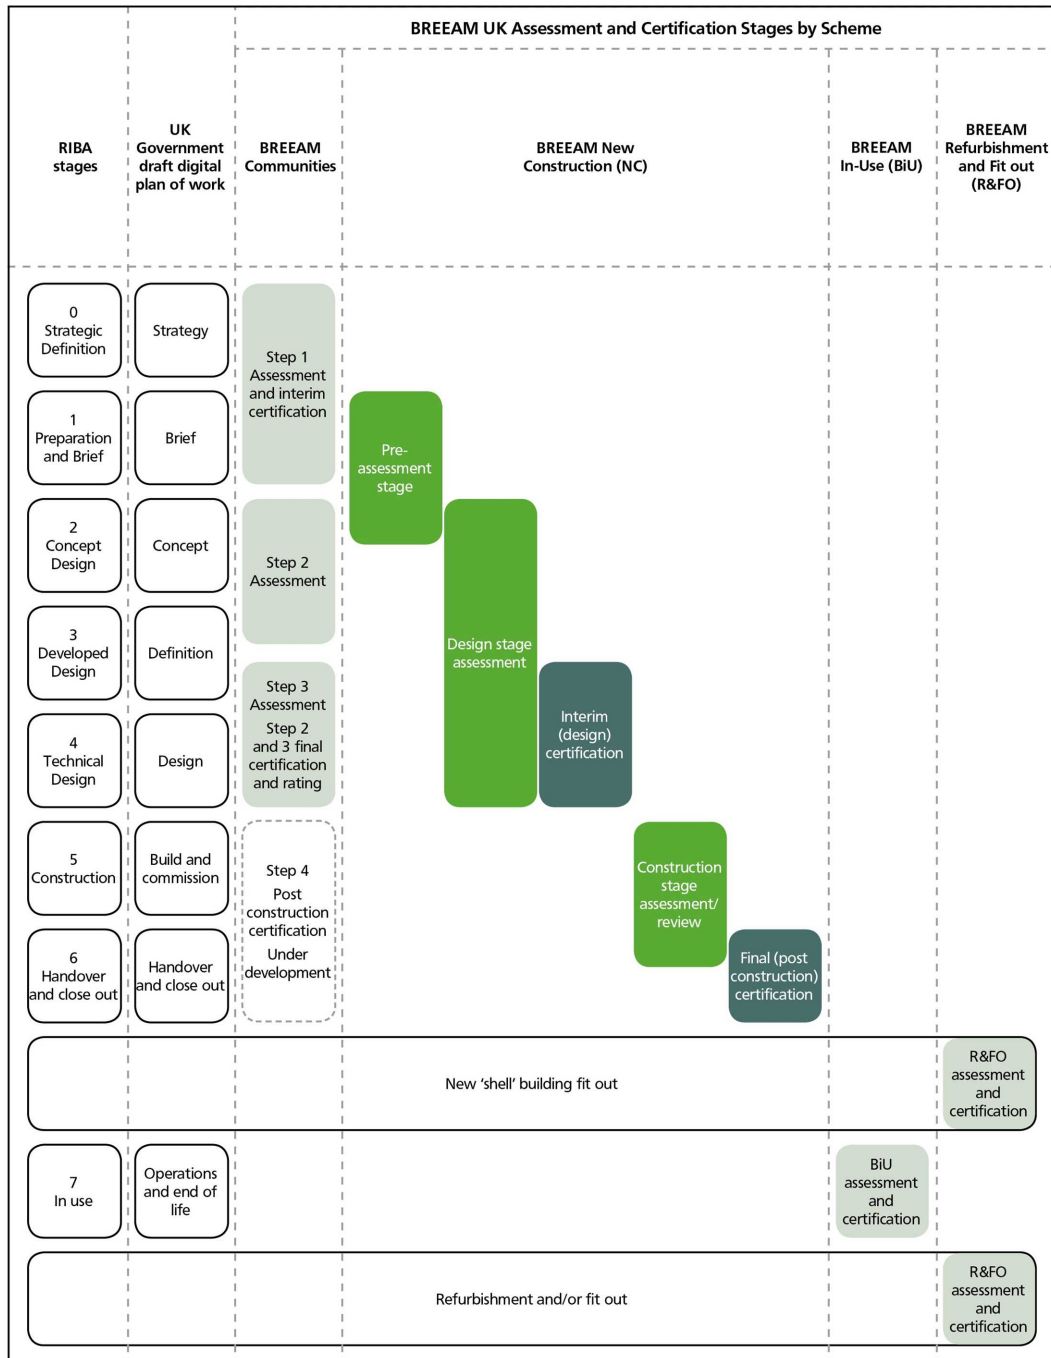 BREEAM UK Assessment and Certification Stages by Scheme
RIBA
stages
UK
Government
draft digital
plan of work
BREEAM
Communities
BREEAM New
Construction (NC)
BREEAM
In-Use (BiU)
BREEAM
Refurbishment
and Fit out
(R&FO)
0
Strategic
Definition
Strategy
Step 1
Assessment
and interim
certification
1
Preparation
and Brief
Brief
Pre-
assessment
stage
2
Concept
Design
Concept
Step 2
Assessment
Design stage
assessment
3
Developed
Design
Definition
Step 3
Assessment
Step 2
and 3 final
certification
and rating
Interim
(design)
certification
4
Technical
Design
Design
5
Construction
Build and
commission
Step 4
Post
construction
certification
Under
development
Construction
stage
assessment/
review
6
Handover
and close out
Handover
and close out
Final (post
construction)
certification
New ‘shell’ building fit out
R&FO
assessment
and
certification
7
In use
Operations
and end of
life
BiU
assessment
and
certification
Refurbishment and/or fit out
R&FO
assessment
and
certification